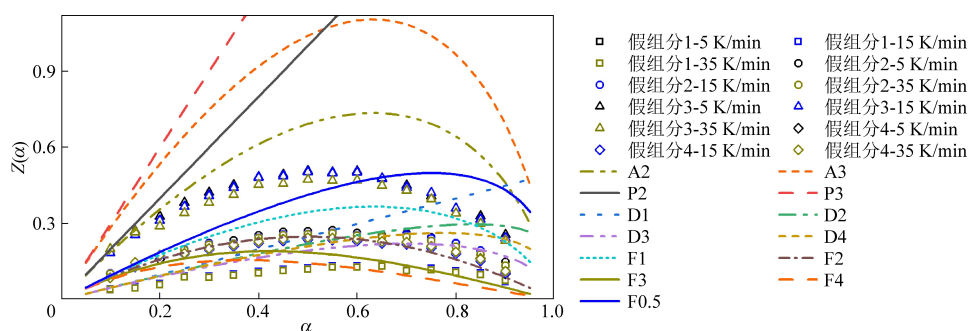 0.9
0.6
0.3
0
Z(α)
0.2
0.4
0.6
0.8
1.0
α
假组分1-5 K/min
假组分1-15 K/min
假组分1-35 K/min
假组分2-5 K/min
假组分2-15 K/min
假组分2-35 K/min
假组分3-5 K/min
假组分3-15 K/min
假组分3-35 K/min
假组分4-5 K/min
假组分4-15 K/min
假组分4-35 K/min
A2
A3
P2
P3
D1
D2
D3
D4
F1
F2
F3
F4
F0.5